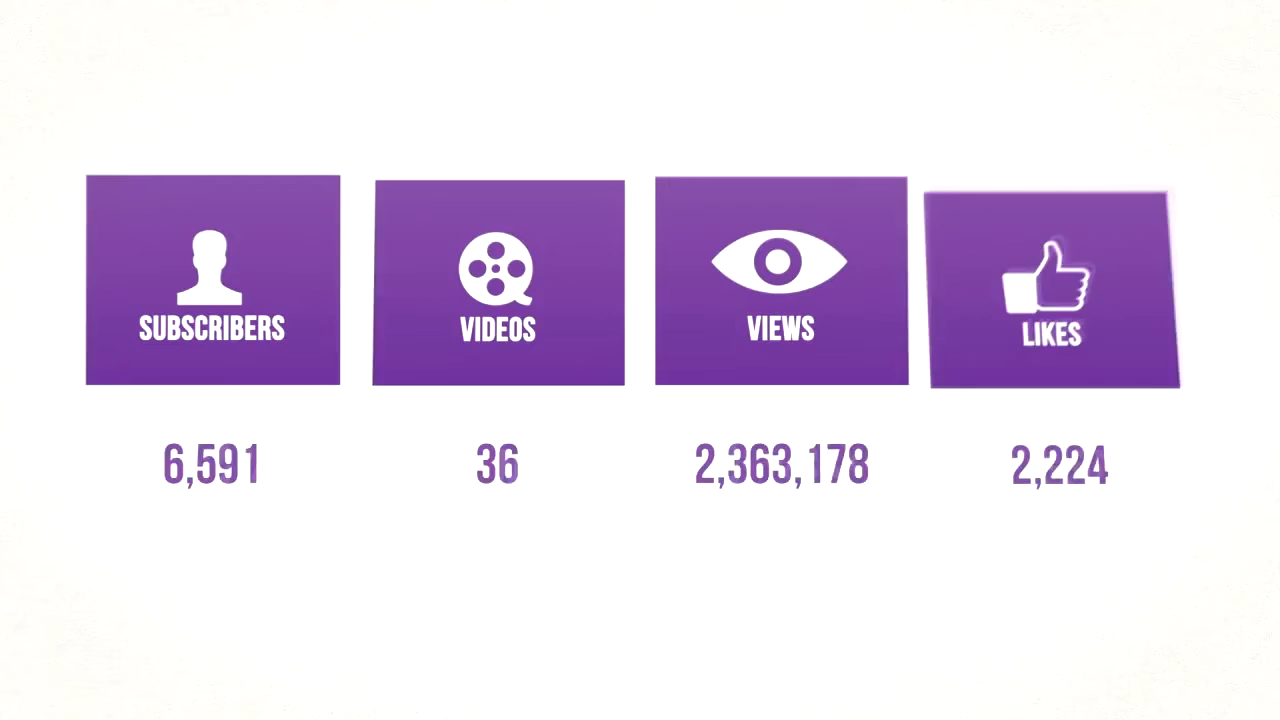 SUBSCRIBERS
VIDEOS
VIEWS
LIKES
6,591
36
2,363,178
2,224